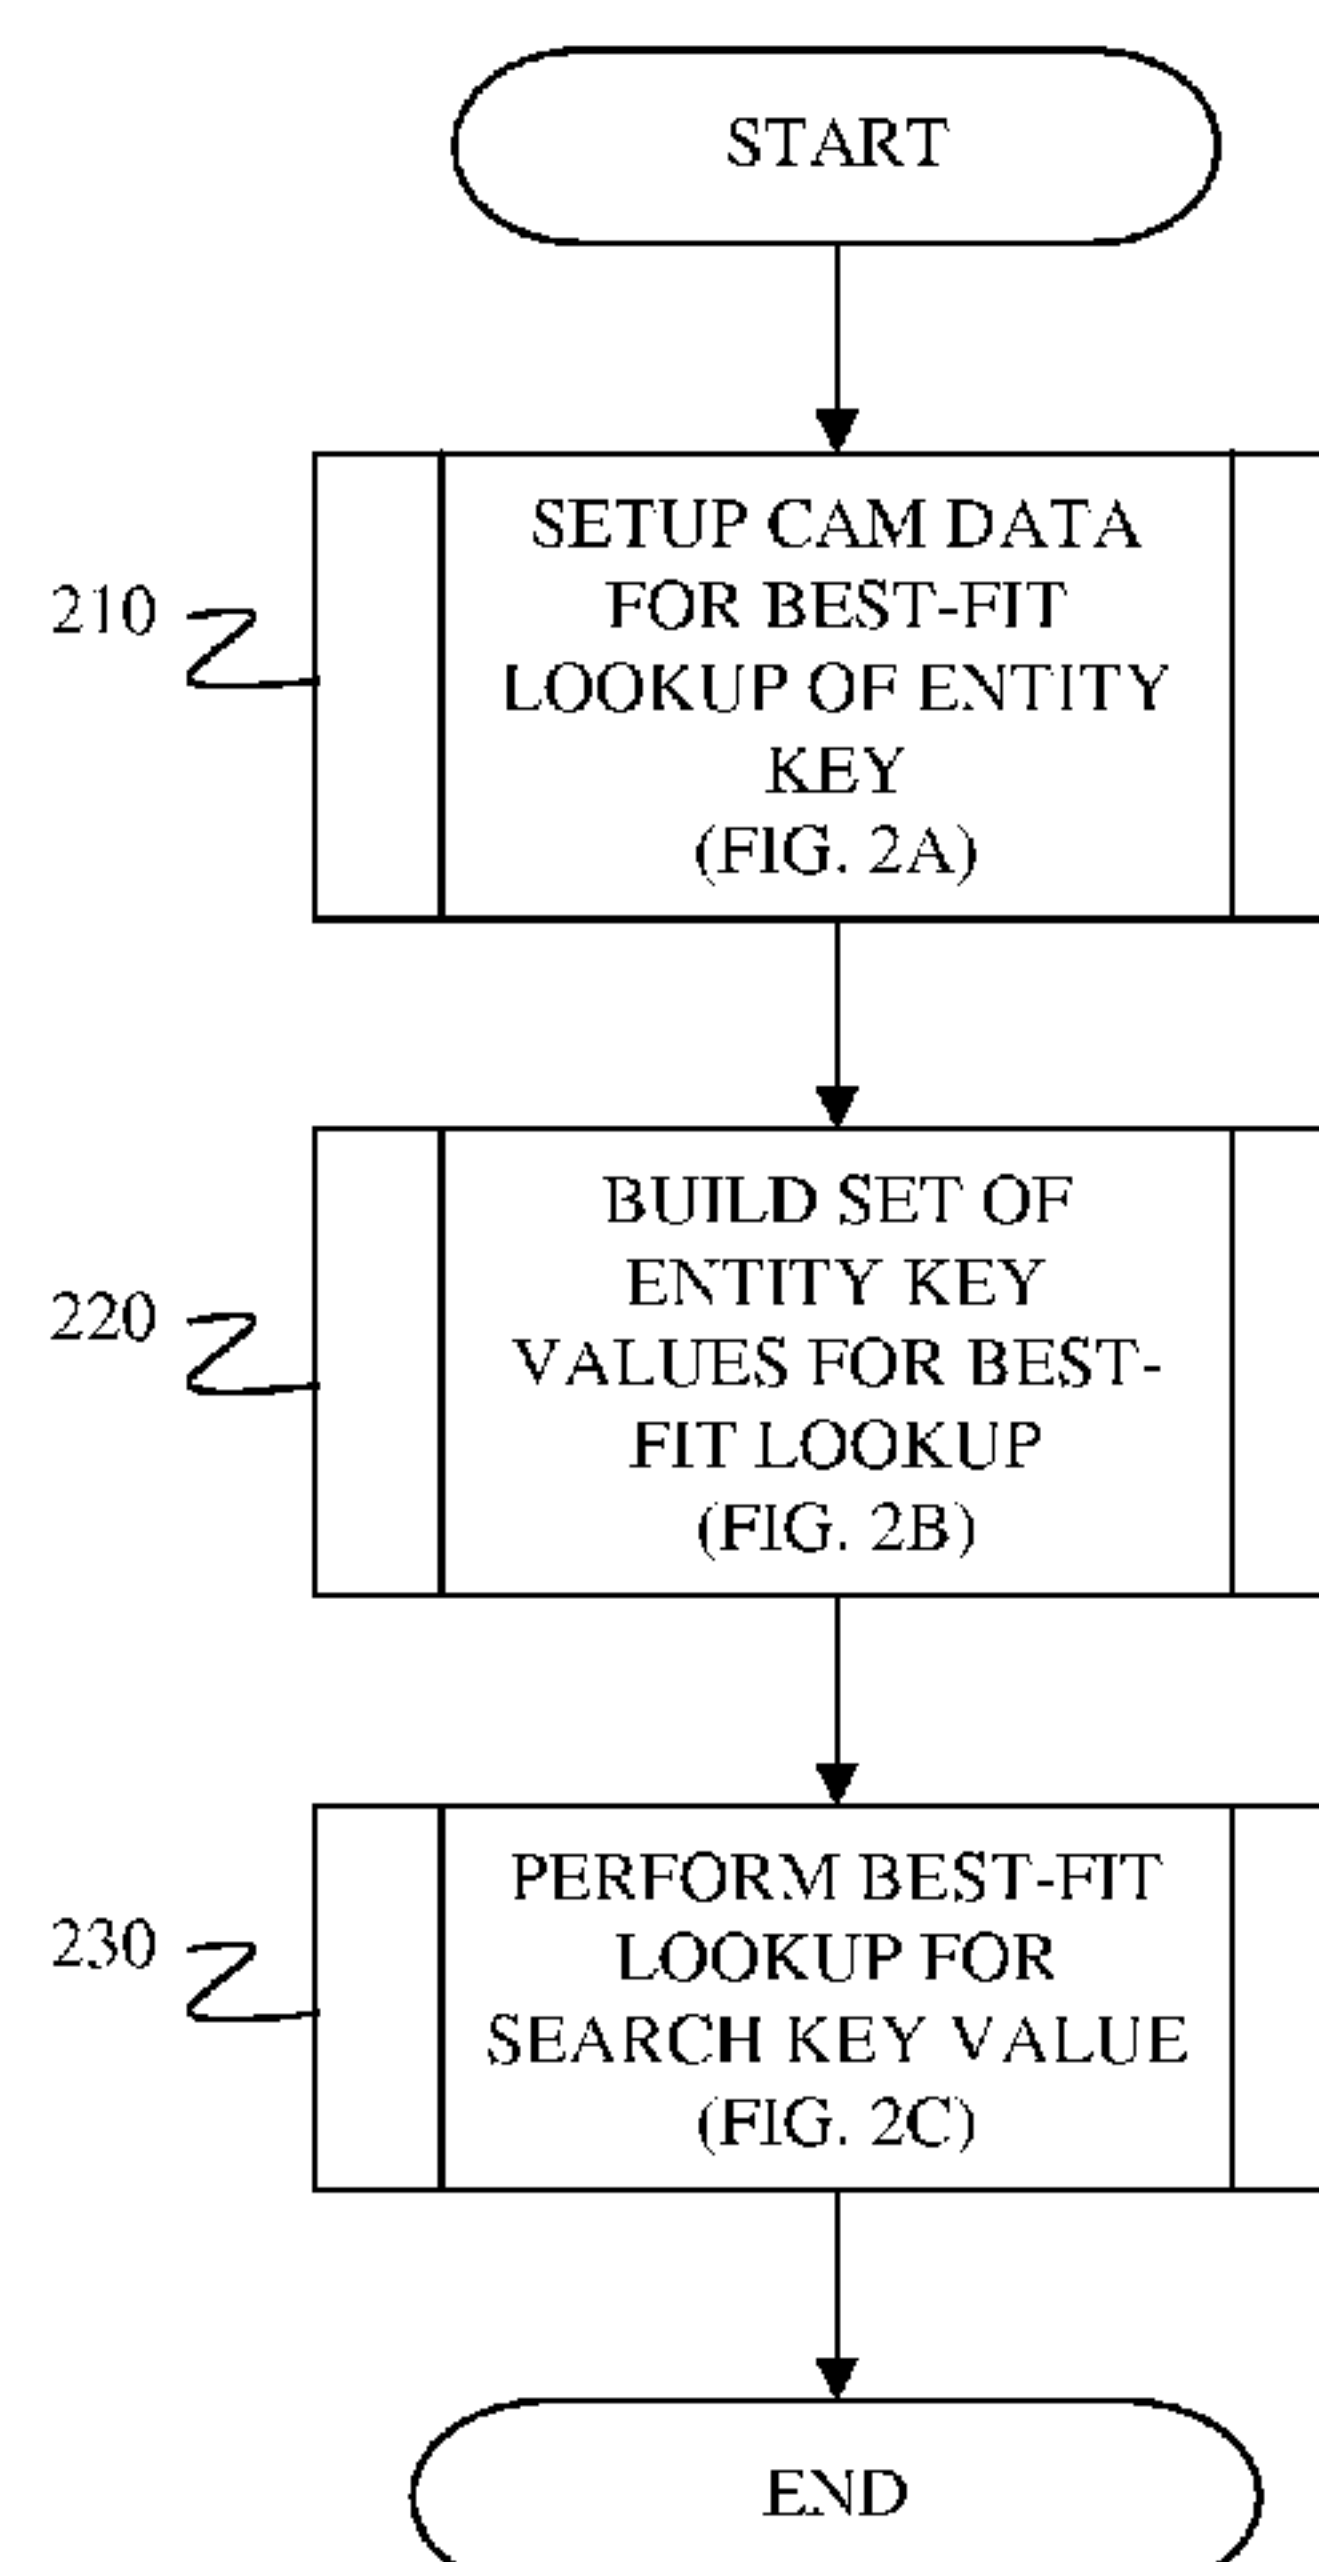 START
210
SETUP CAM DATA
FOR BEST-FIT
LOOKUP OF ENTITY
KEY
(FIG. 2A)
220
BUILD SET OF
ENTITY KEY
VALUES FOR BEST-
FIT LOOKUP
(FIG. 2B)
230
PERFORM BEST-FIT
LOOKUP FOR
SEARCH KEY VALUE
(FIG. 2C)
END